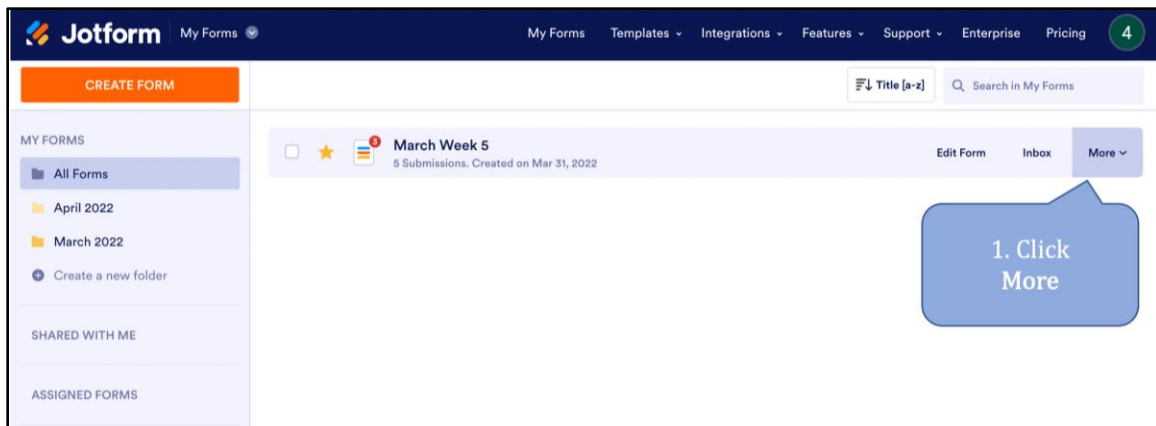 Jotform My Forms My Forms Templates Integrations Features Support Enterprise Pricing 4
CREATE FORM Title [a-z] Search in My Forms
MY FORMS
All Forms
April 2022
March 2022
Create a new folder
SHARED WITH ME
ASSIGNED FORMS
3
March Week 5
5 Submissions. Created on Mar 31, 2022
Edit Form Inbox More
1. Click
More